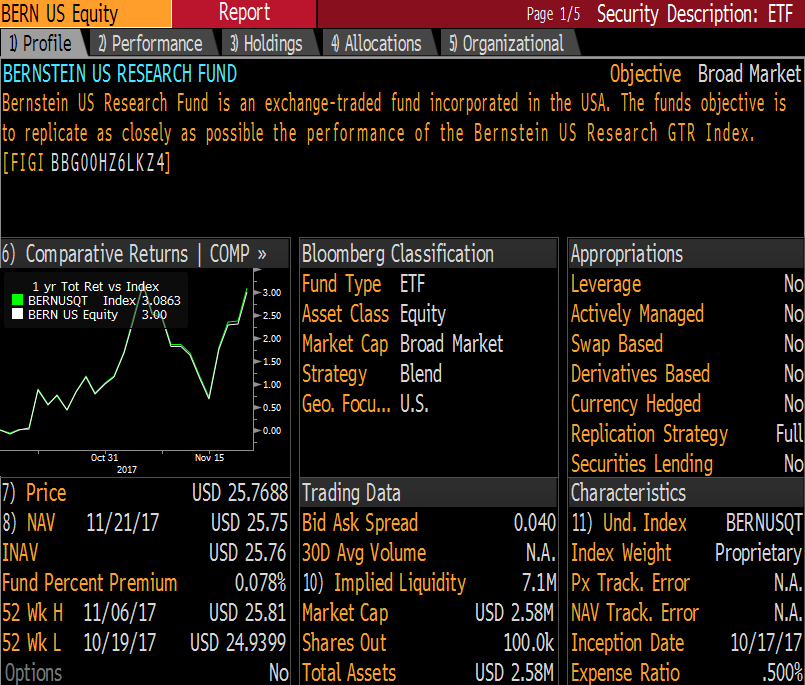 BERN US Equity Report Page 1/5 Security Description: ETF
1) Profile 2) Performance 3) Holdings 4) Allocations 5) Organizational
BERNSTEIN US RESEARCH FUND Objective Broad Market
Bernstein US Research Fund is an exchange-traded fund incorporated in the USA. The funds objective is
to replicate as closely as possible the performance of the Bernstein US Research GTR Index.
[FIGI BBG00HZ6LKZ4]
6) Comparative Returns | COMP »
1 yr Tot Ret vs Index
BERNUSQT Index 3.0863
BERN US Equity 3.00
3.00
2.50
2.00
1.50
1.00
0.50
0.00
Oct 31 Nov 15
2017
Bloomberg Classification
Fund Type ETF
Asset Class Equity
Market Cap Broad Market
Strategy Blend
Geo. Focu... U.S.
Appropriations
Leverage No
Actively Managed No
Swap Based No
Derivatives Based No
Currency Hedged No
Replication Strategy Full
Securities Lending No
7) Price USD 25.7688
8) NAV 11/21/17 USD 25.75
INAV USD 25.76
Fund Percent Premium 0.078%
52 Wk H 11/06/17 USD 25.81
52 Wk L 10/19/17 USD 24.9399
Options No
Trading Data
Bid Ask Spread 0.040
30D Avg Volume N.A.
10) Implied Liquidity 7.1M
Market Cap USD 2.58M
Shares Out 100.0k
Total Assets USD 2.58M
Characteristics
11) Und. Index BERNUSQT
Index Weight Proprietary
Px Track. Error N.A.
NAV Track. Error N.A.
Inception Date 10/17/17
Expense Ratio .500%